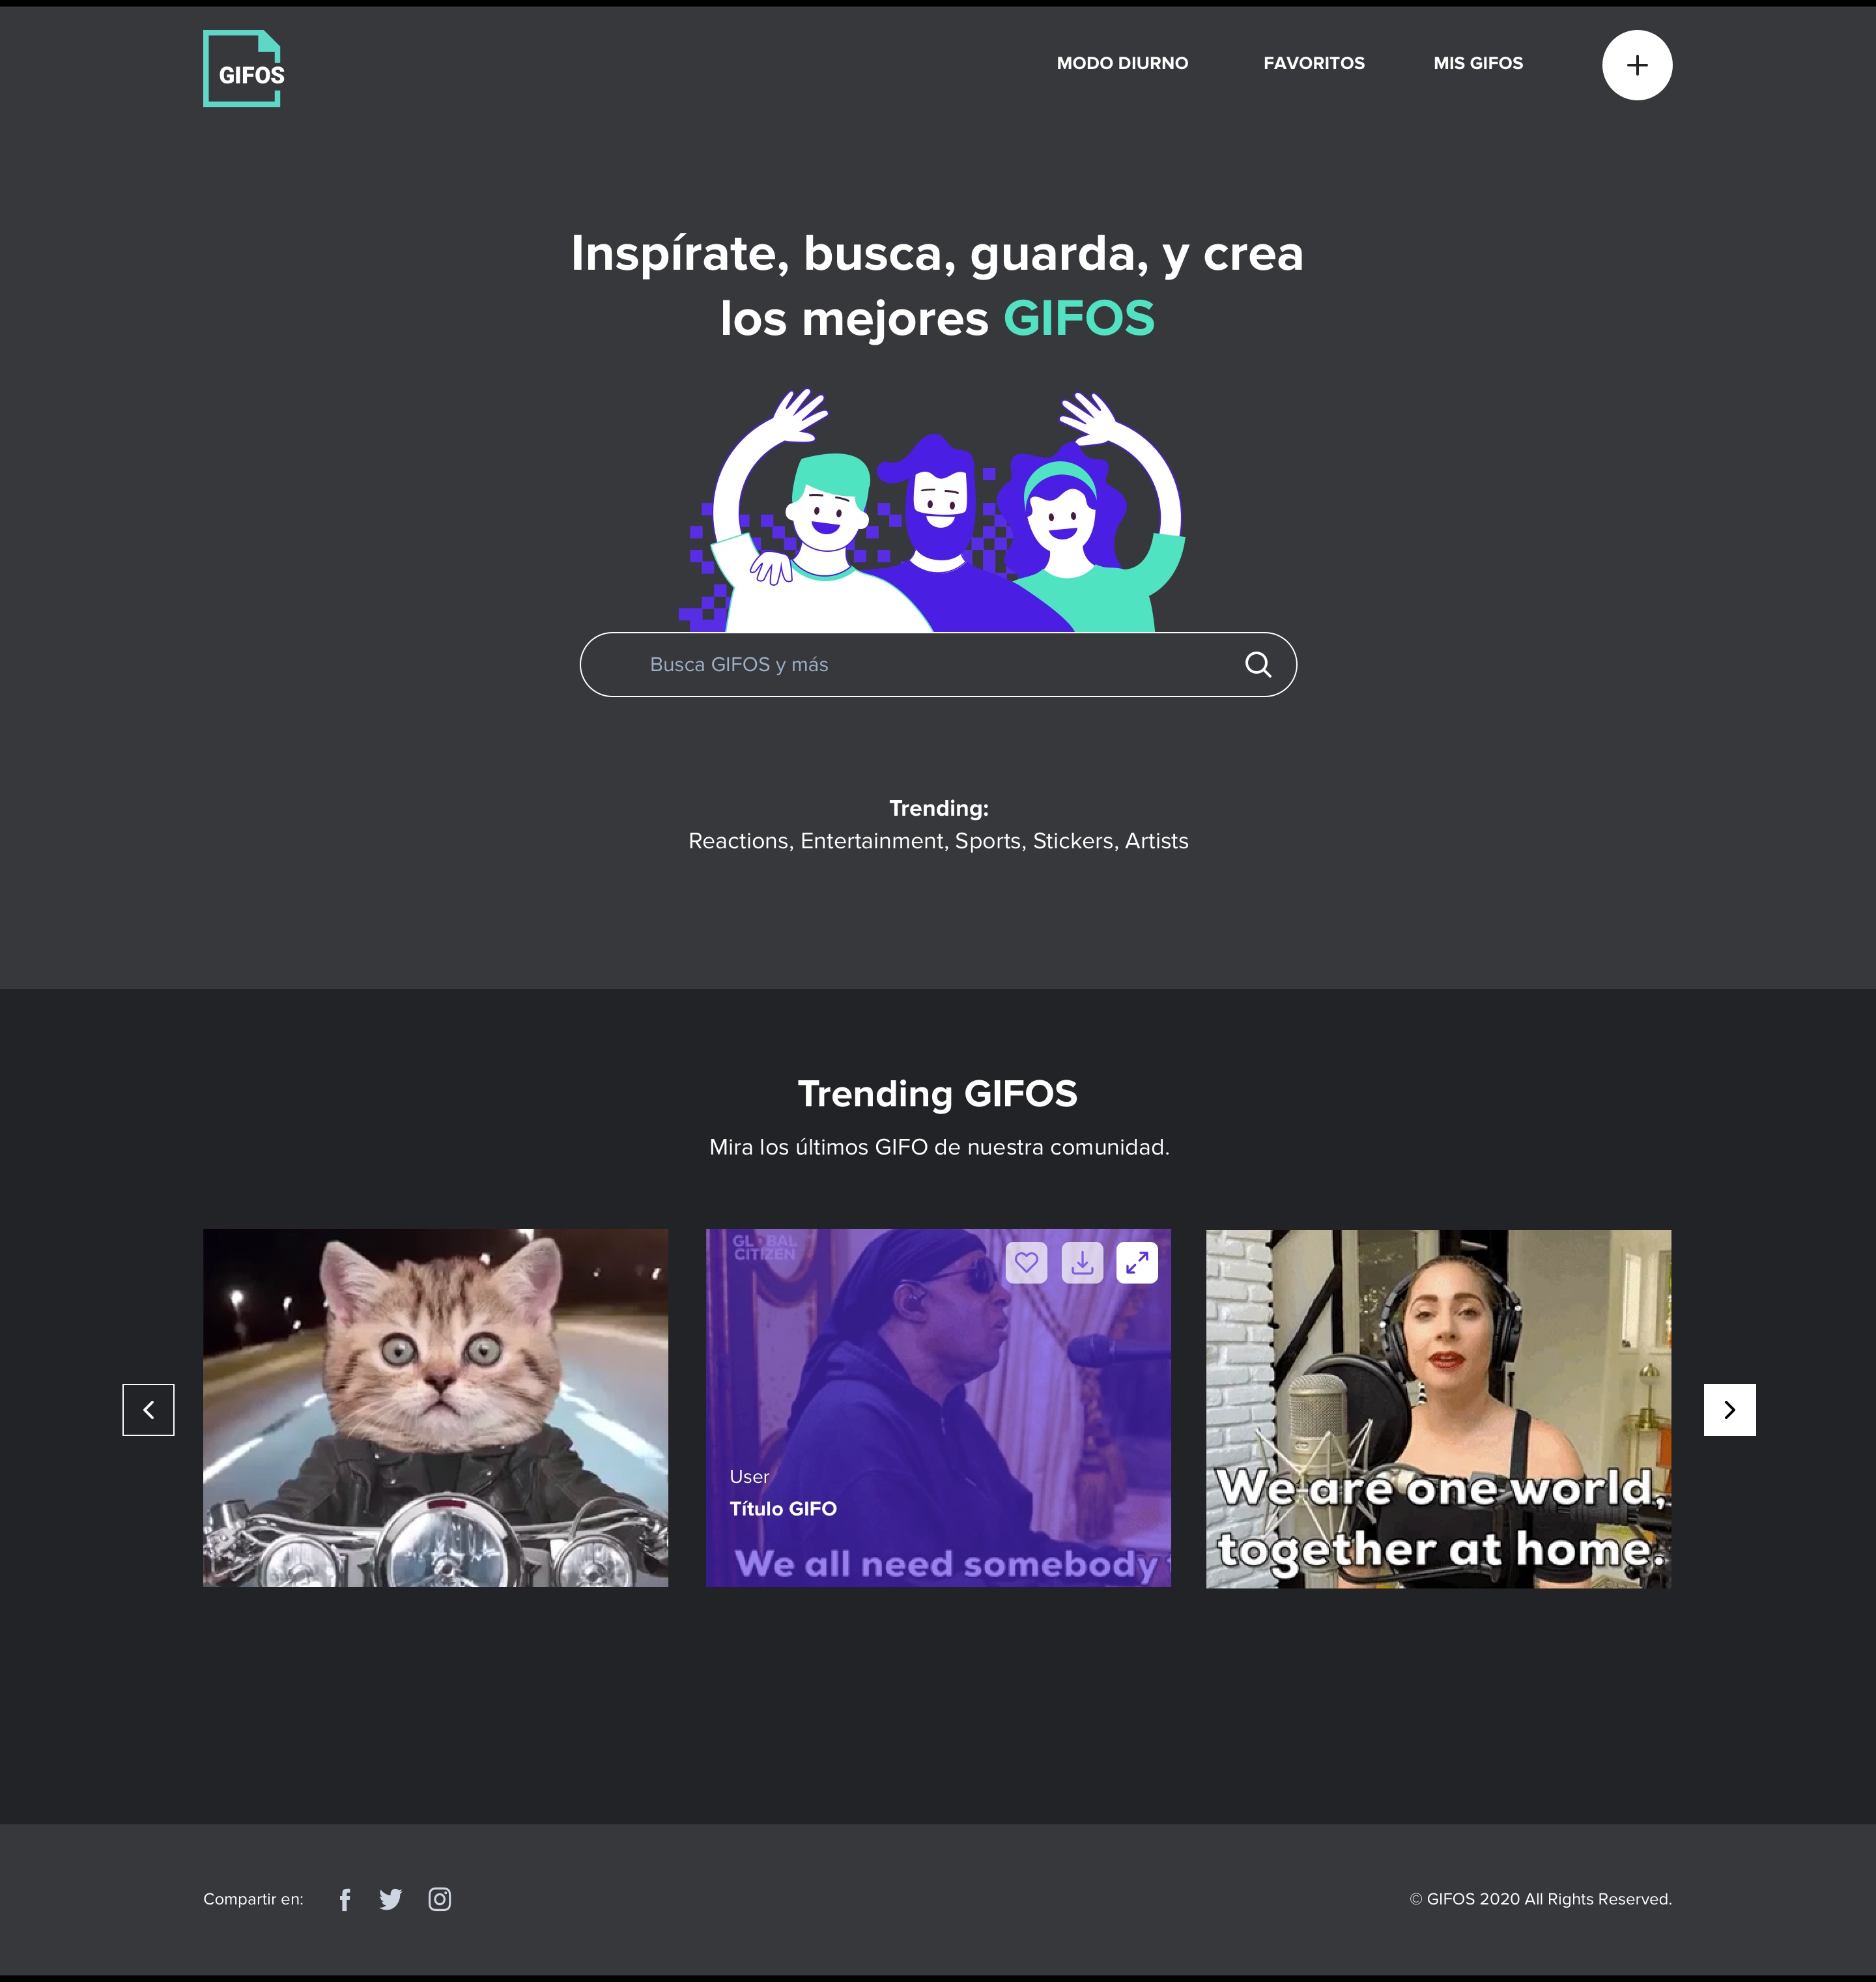 GIFOS
MODO DIURNO
FAVORITOS
MIS GIFOS
Inspírate, busca, guarda, y crea
los mejores GIFOS
Busca GIFOS y más
Trending:
Reactions, Entertainment, Sports, Stickers, Artists
Trending GIFOS
Mira los últimos GIFO de nuestra comunidad.
GLOBAL
CITIZEN
User
Título GIFO
We all need somebody
We are one world,
together at home.
Compartir en:
© GIFOS 2020 All Rights Reserved.